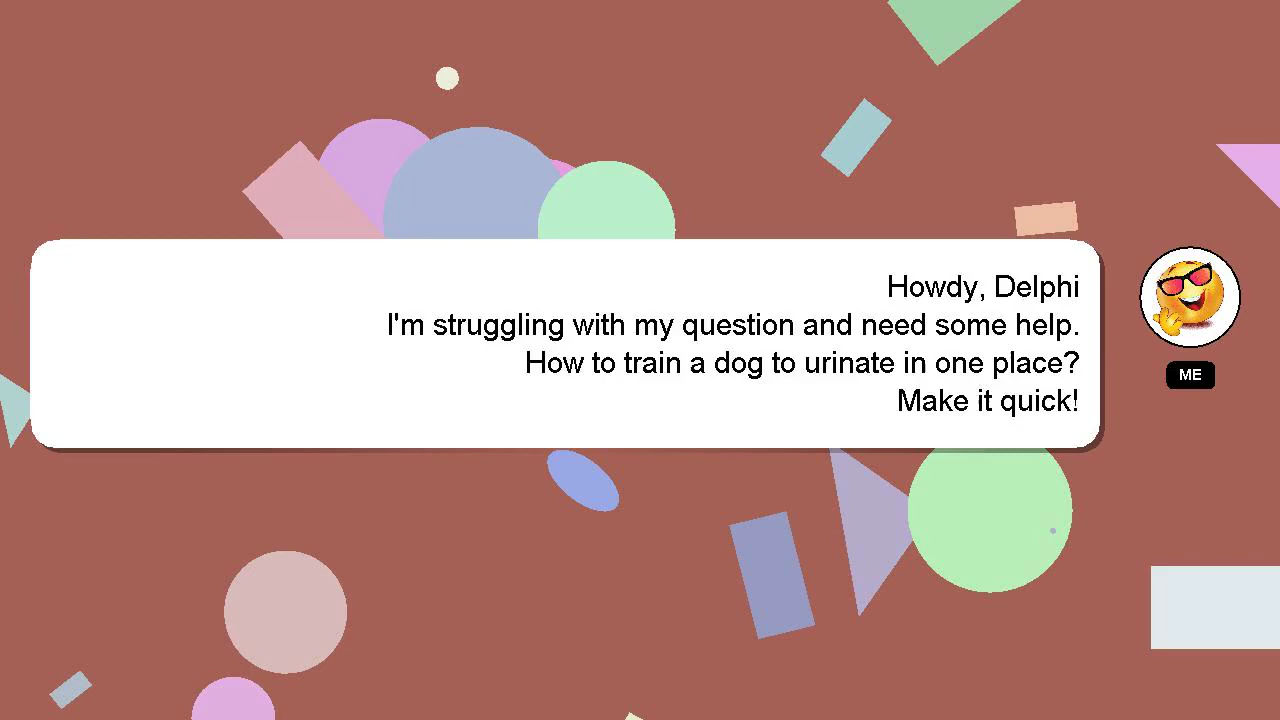 Howdy, Delphi
I'm struggling with my question and need some help.
How to train a dog to urinate in one place?
Make it quick!
ME